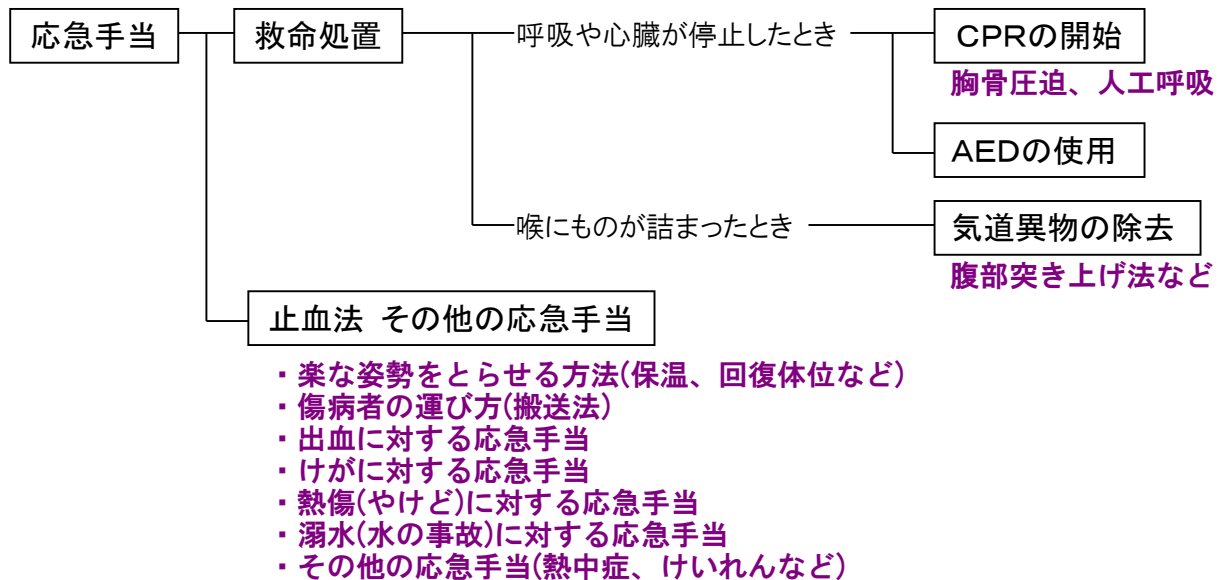 応急手当
救命処置
呼吸や心臓が停止したとき
CPRの開始
胸骨圧迫、人工呼吸
AEDの使用
喉にものが詰まったとき
気道異物の除去
腹部突き上げ法など
止血法 その他の応急手当
・楽な姿勢をとらせる方法(保温、回復体位など)
・傷病者の運び方(搬送法)
・出血に対する応急手当
・けがに対する応急手当
・熱傷(やけど)に対する応急手当
・溺水(水の事故)に対する応急手当
・その他の応急手当(熱中症、けいれんなど)